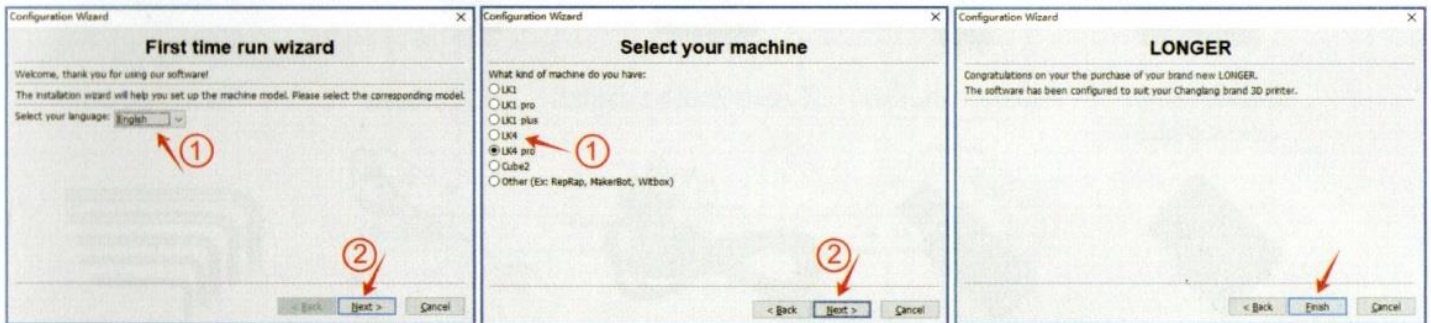 Configuration Wizard
First time run wizard
Welcome, thank you for using our software!
The installation wizard will help you set up the machine model. Please select the corresponding model.
Select your language: English
①
②
< Back Next > Cancel
Configuration Wizard
Select your machine
What kind of machine do you have:
LK1
LK1 pro
LK1 plus
LK4
①
LK4 pro
Cube2
Other (Ex: RepRap, MakerBot, Witbox)
②
< Back Next > Cancel
Configuration Wizard
LONGER
Congratulations on your the purchase of your brand new LONGER.
The software has been configured to suit your Changlang brand 3D printer.
< Back Finish Cancel